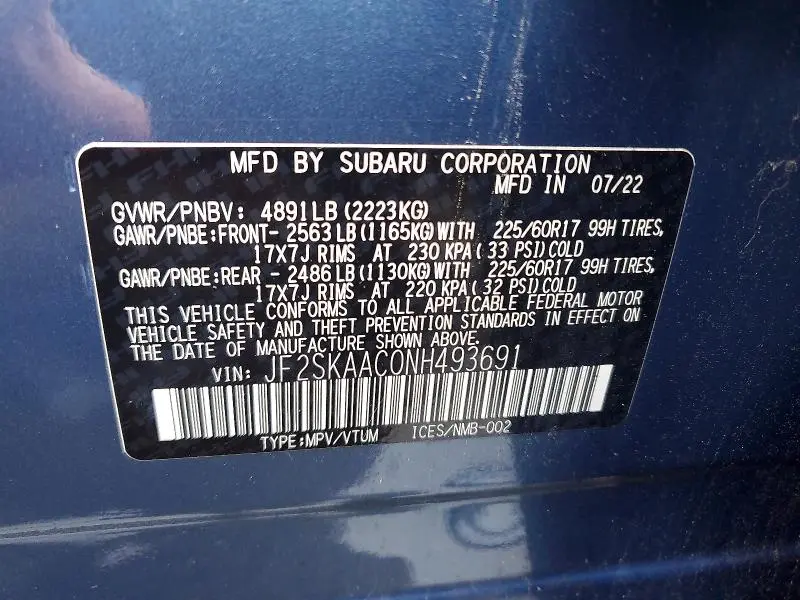 MFD BY SUBARU CORPORATION
MFD IN 07/22
GVWR/PNBV: 4891LB (2223KG)
GAWR/PNBE:FRONT- 2563 LB (1165KG) WITH 225/60R17 99H TIRES,
17X7J RIMS AT 230 KPA ( 33 PSI) COLD
GAWR/PNBE:REAR - 2486 LB (1130KG) WITH 225/60R17 99H TIRES,
17X7J RIMS AT 220 KPA ( 32 PSI) COLD
THIS VEHICLE CONFORMS TO ALL APPLICABLE FEDERAL MOTOR
VEHICLE SAFETY AND THEFT PREVENTION STANDARDS IN EFFECT ON
THE DATE OF MANUFACTURE SHOWN ABOVE.
VIN: JF2SKAAC0NH493691
TYPE:MPV/VTUM ICES/NMB-002